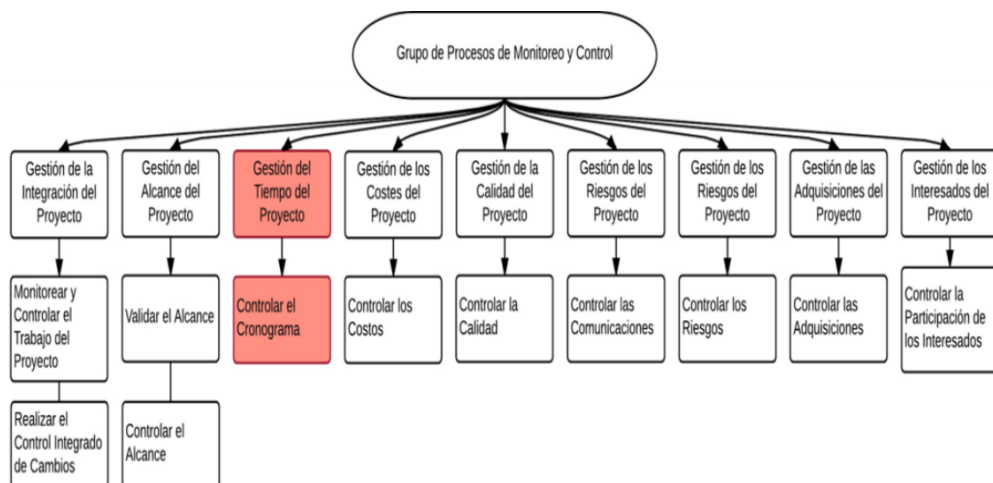 Grupo de Procesos de Monitoreo y Control
Gestión de la
Integración del
Proyecto
Gestión del
Alcance del
Proyecto
Gestión del
Tiempo del
Proyecto
Gestión de los
Costes del
Proyecto
Gestión de la
Calidad del
Proyecto
Gestión de los
Riesgos del
Proyecto
Gestión de los
Riesgos del
Proyecto
Gestión de las
Adquisiciones del
Proyecto
Gestión de los
Interesados del
Proyecto
Monitorear y
Controlar el
Trabajo del
Proyecto
Validar el Alcance
Controlar el
Cronograma
Controlar los
Costos
Controlar la
Calidad
Controlar las
Comunicaciones
Controlar los
Riesgos
Controlar las
Adquisiciones
Controlar la
Participación de
los Interesados
Realizar el
Control Integrado
de Cambios
Controlar el
Alcance